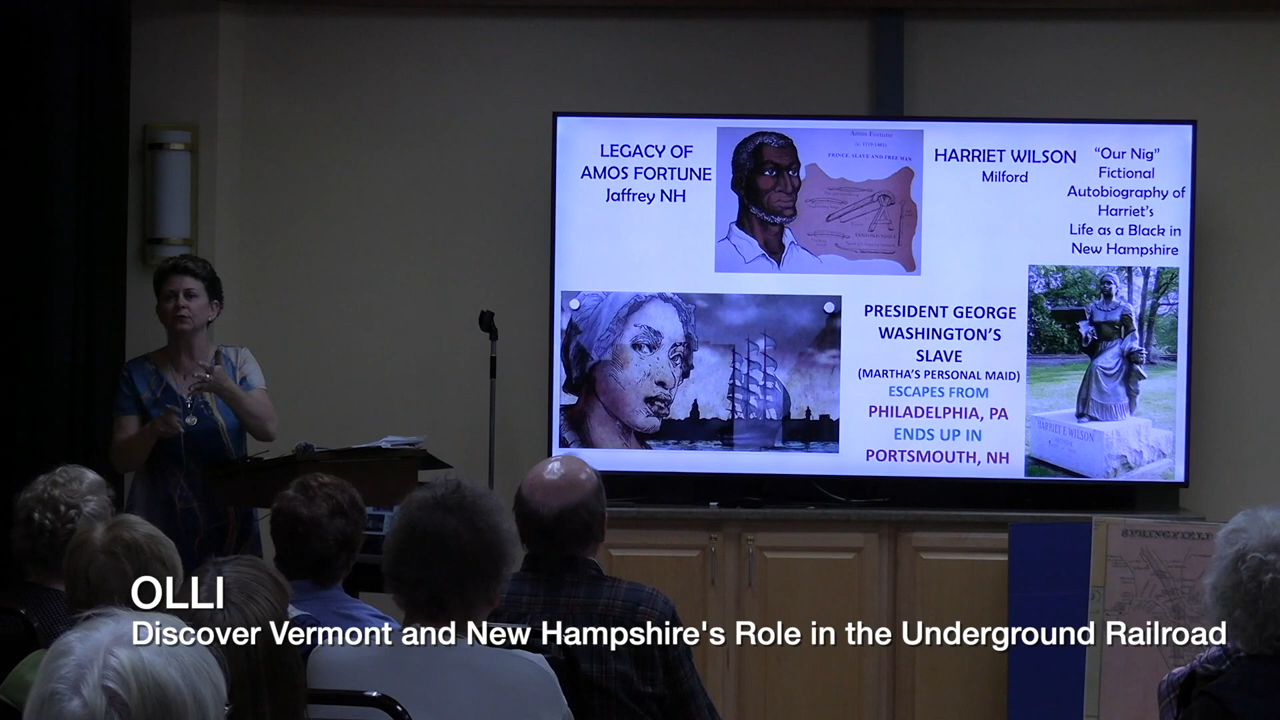 LEGACY OF
AMOS FORTUNE
Jaffrey NH
Amos Fortune
PRINCE, SLAVE AND FREE MAN
HARRIET WILSON
Milford
“Our Nig”
Fictional
Autobiography of
Harriet's
Life as a Black in
New Hampshire
PRESIDENT GEORGE
WASHINGTON'S
SLAVE
(MARTHA'S PERSONAL MAID)
ESCAPES FROM
PHILADELPHIA, PA
ENDS UP IN
PORTSMOUTH, NH
HARRIET E WILSON
SPRINGFIELD
OLLI
Discover Vermont and New Hampshire's Role in the Underground Railroad